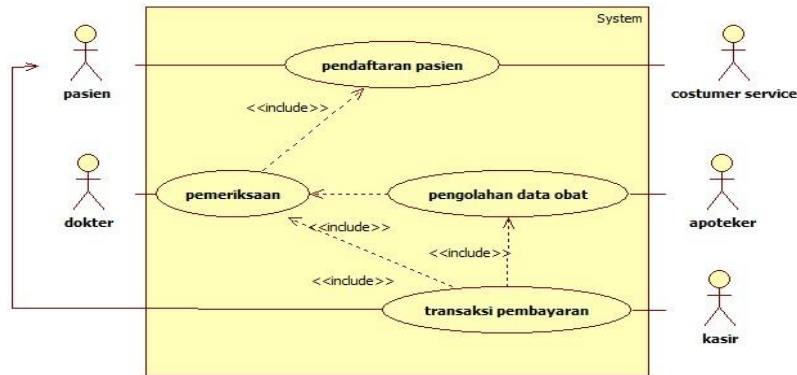 System
pasien
pendaftaran pasien
costumer service
<<include>>
dokter
pemeriksaan
pengolahan data obat
apoteker
<<include>>
<<include>>
<<include>>
transaksi pembayaran
kasir